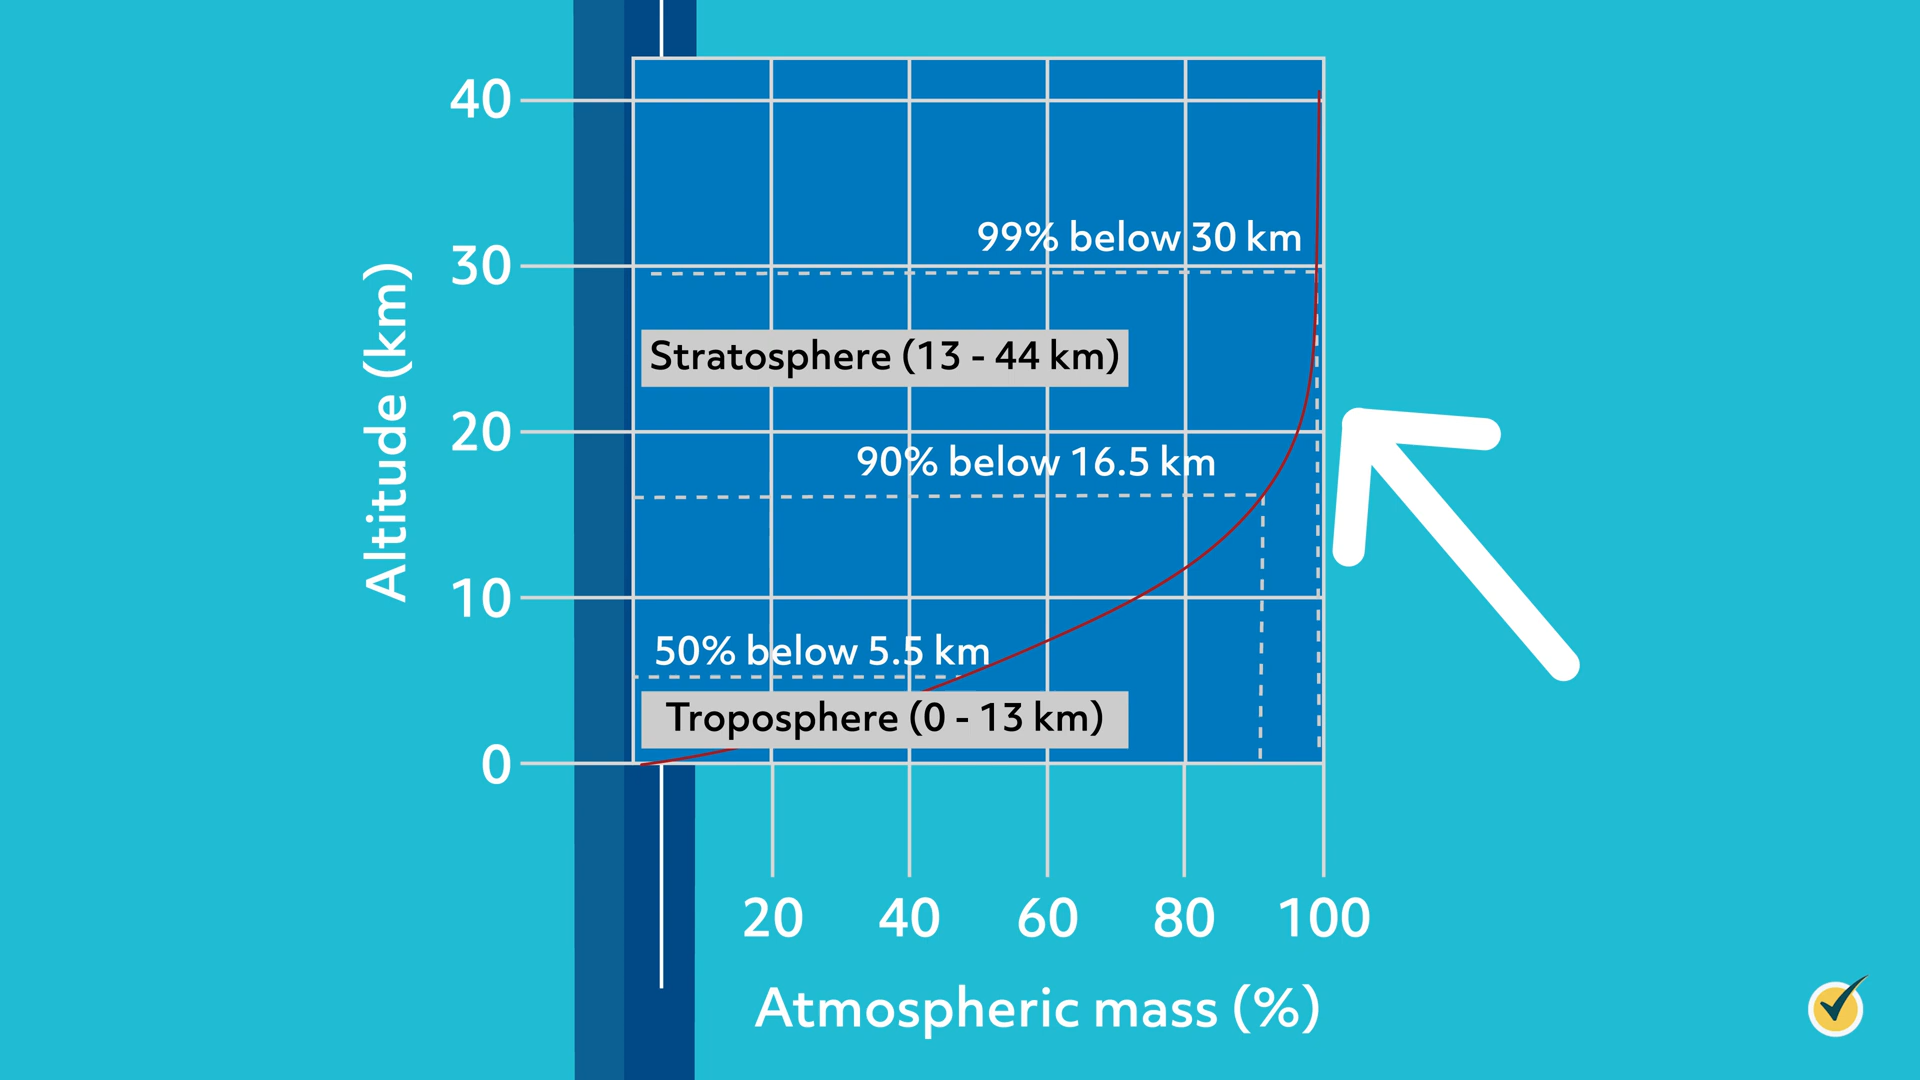 40
99% below 30 km
30
Stratosphere (13 - 44 km)
20
90% below 16.5 km
10
50% below 5.5 km
Troposphere (0 - 13 km)
0
Altitude (km)
20 40 60 80 100
Atmospheric mass (%)